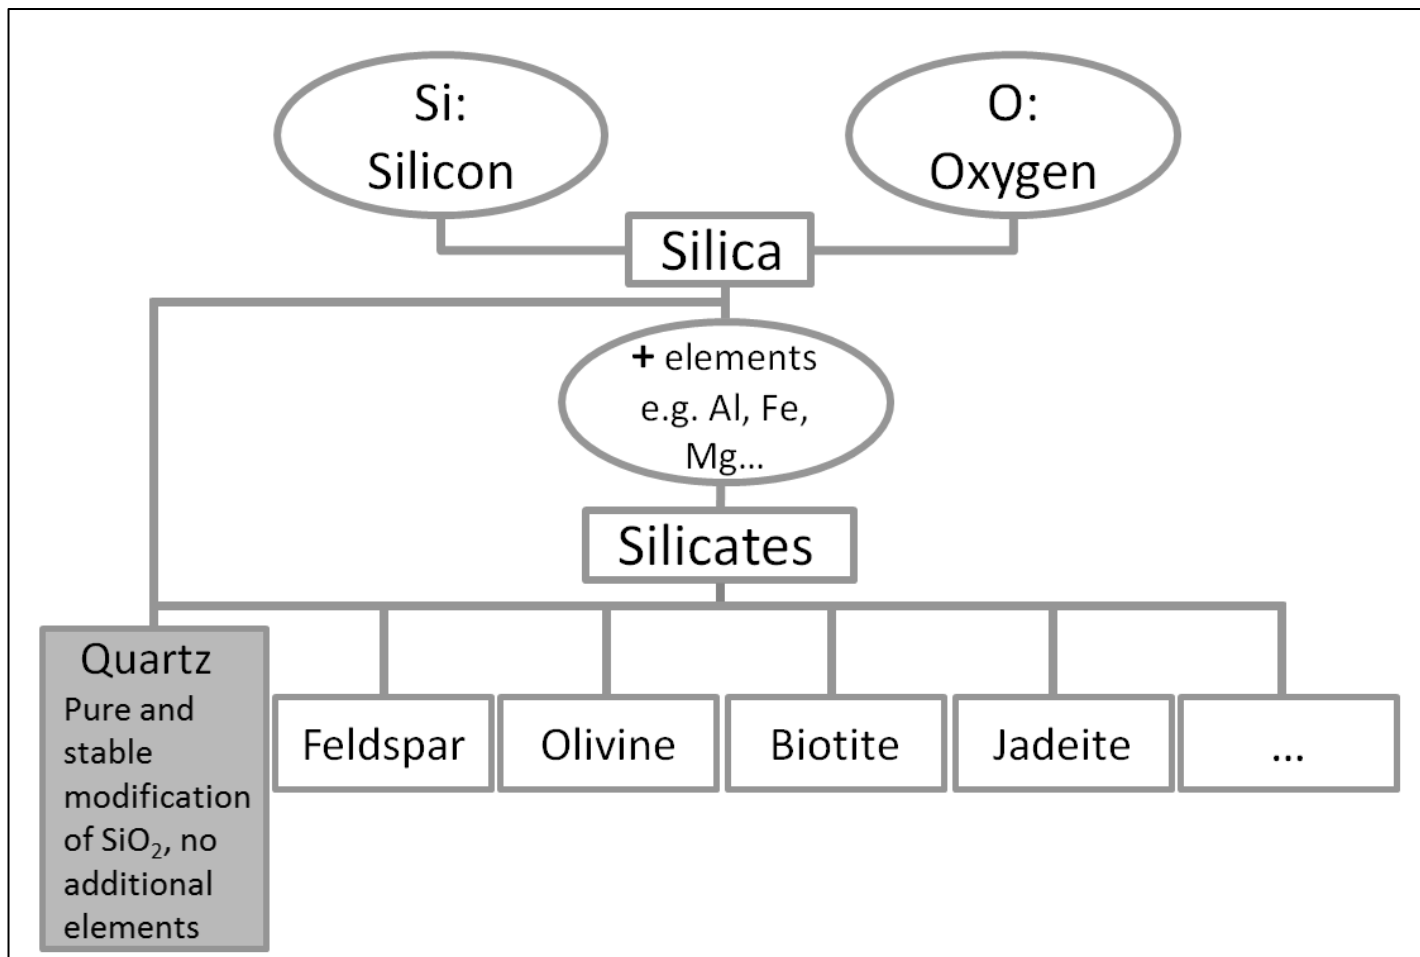 Si:
Silicon
O:
Oxygen
Silica
+ elements
e.g. Al, Fe,
Mg...
Silicates
Quartz
Pure and
stable
modification
of SiO₂, no
additional
elements
Feldspar
Olivine
Biotite
Jadeite
...